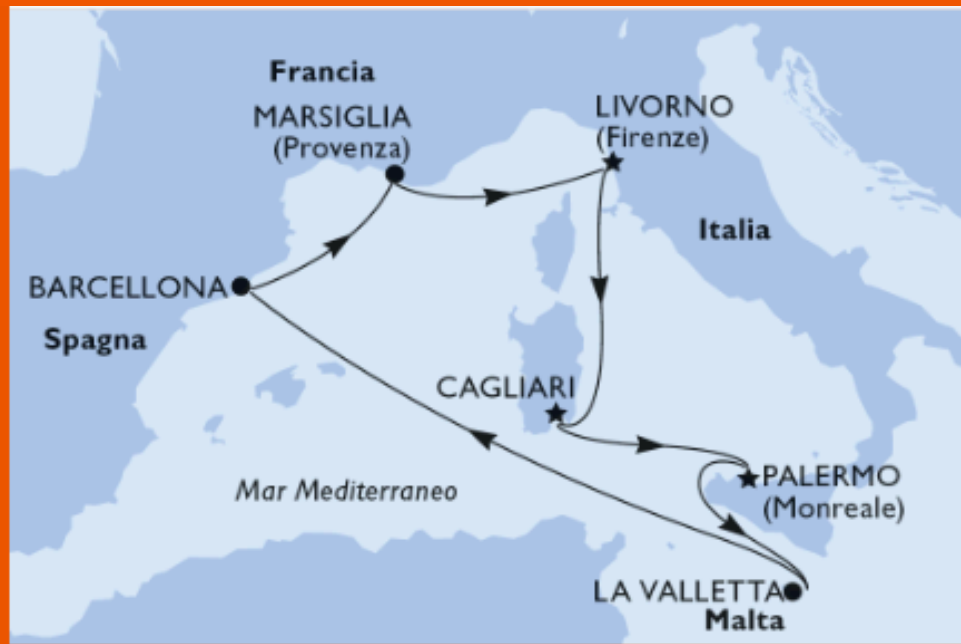 Francia
MARSIGLIA
(Provenza)
LIVORNO
(Firenze)
Italia
BARCELLONA
Spagna
CAGLIARI
Mar Mediterraneo
PALERMO
(Monreale)
LA VALLETTA
Malta